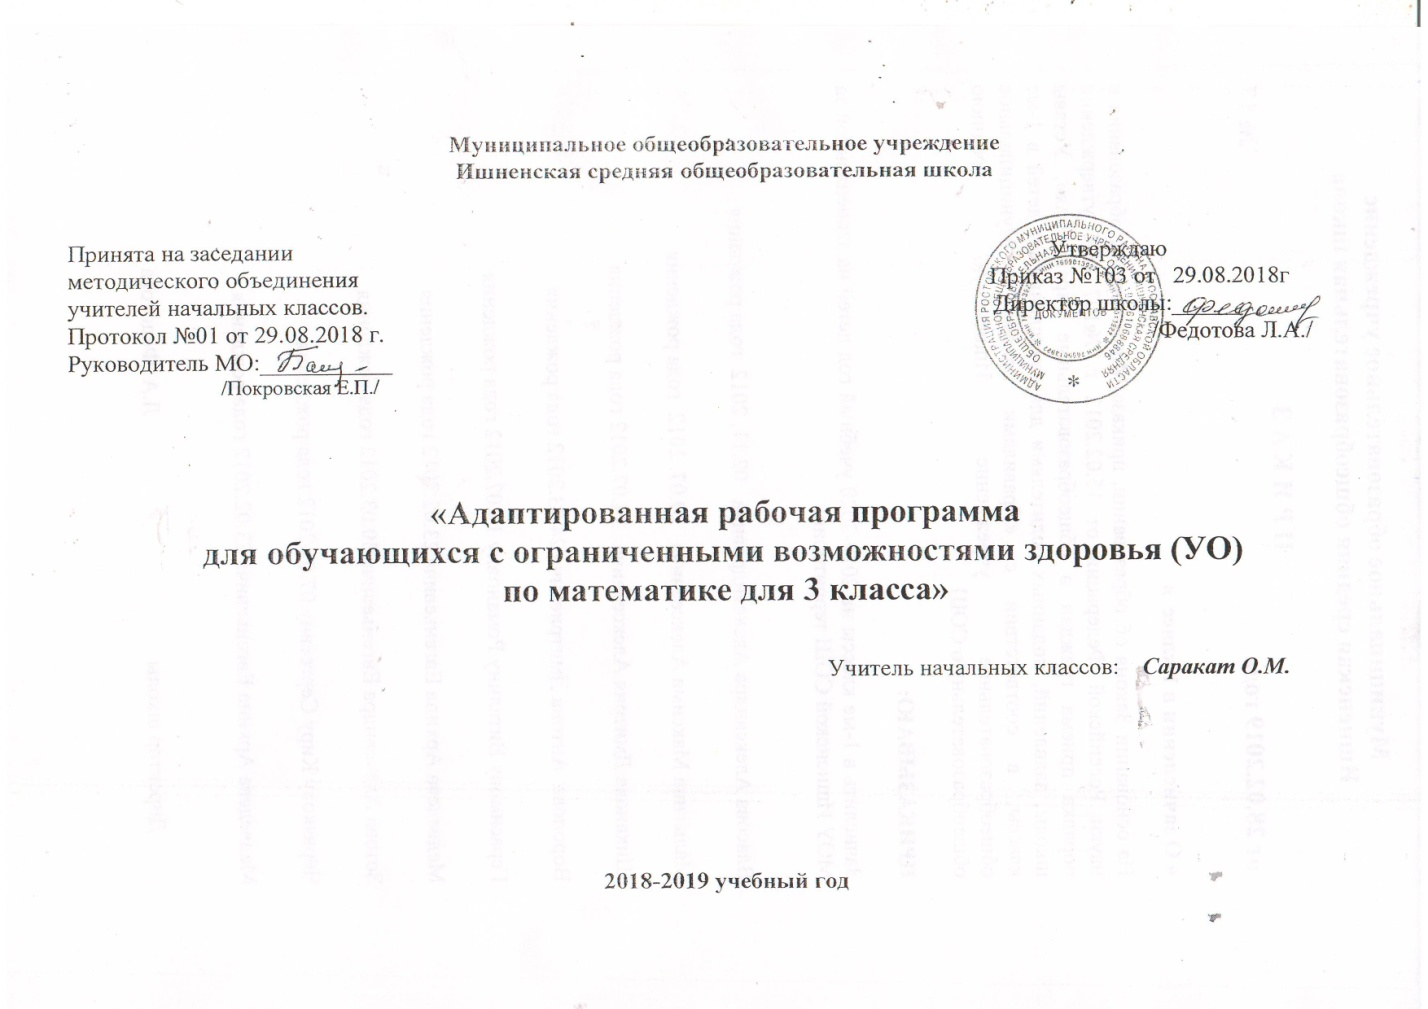 Муниципальное общеобразовательное учреждение
Ишненская средняя общеобразовательная школа
Принята на заседании
методического объединения
учителей начальных классов.
Протокол №01 от 29.08.2018 г.
Руководитель МО:
/Покровская Е.П./
Утверждаю
Приказ №103 от 29.08.2018г
Директор школы:
/Федотова Л.А./
ДОКУМЕНТОВ
«Адаптированная рабочая программа
для обучающихся с ограниченными возможностями здоровья (УО)
по математике для 3 класса»
Учитель начальных классов: Саракат О.М.
2018-2019 учебный год